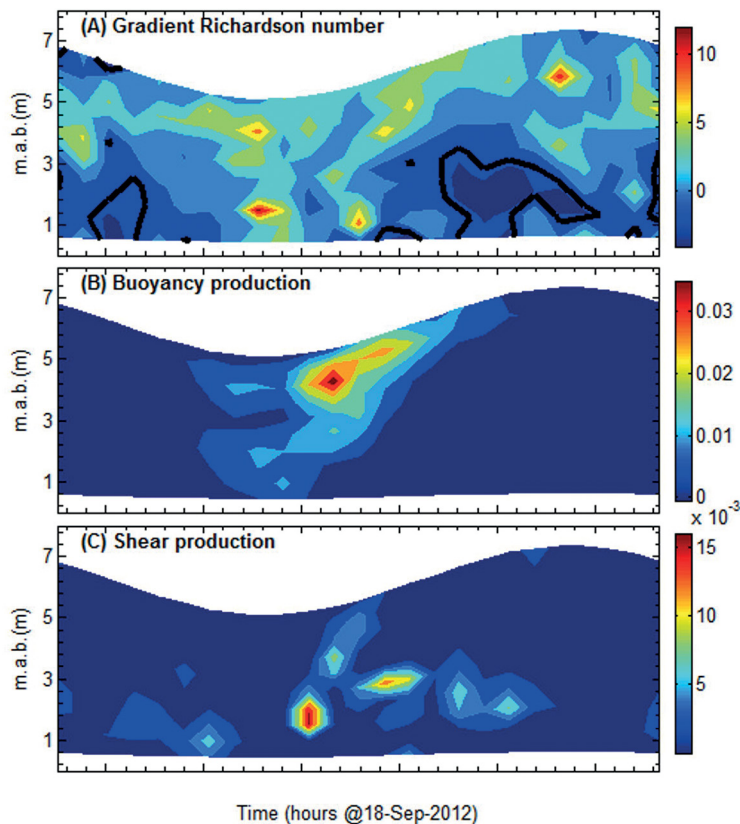 (A) Gradient Richardson number
7
5
3
1
m.a.b.(m)
10
5
0
(B) Buoyancy production
7
5
3
1
m.a.b.(m)
0.03
0.02
0.01
0
x 10-3
(C) Shear production
7
5
3
1
m.a.b.(m)
15
10
5
Time (hours @18-Sep-2012)